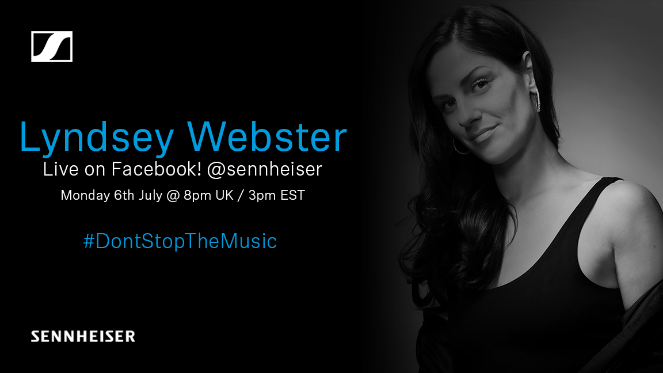 Lyndsey Webster
Live on Facebook! @sennheiser
Monday 6th July @ 8pm UK / 3pm EST
#DontStopTheMusic
SENNHEISER